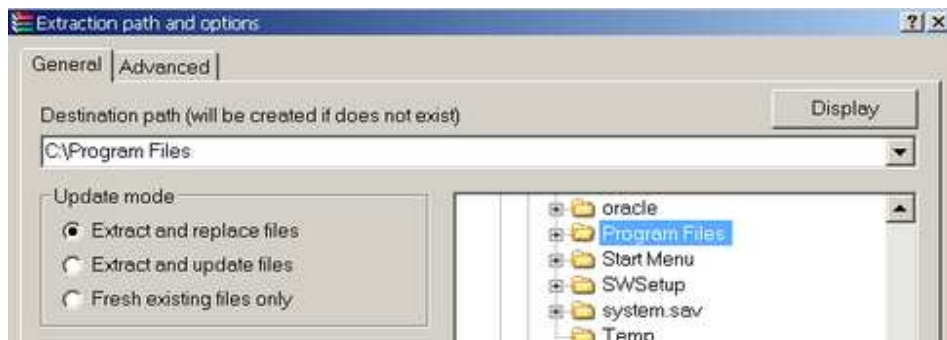 Extraction path and options
General Advanced
Destination path (will be created if does not exist)
Display
C:\Program Files
Update mode
Extract and replace files
Extract and update files
Fresh existing files only
oracle
Program Files
Start Menu
SWSetup
system.sav
Temp